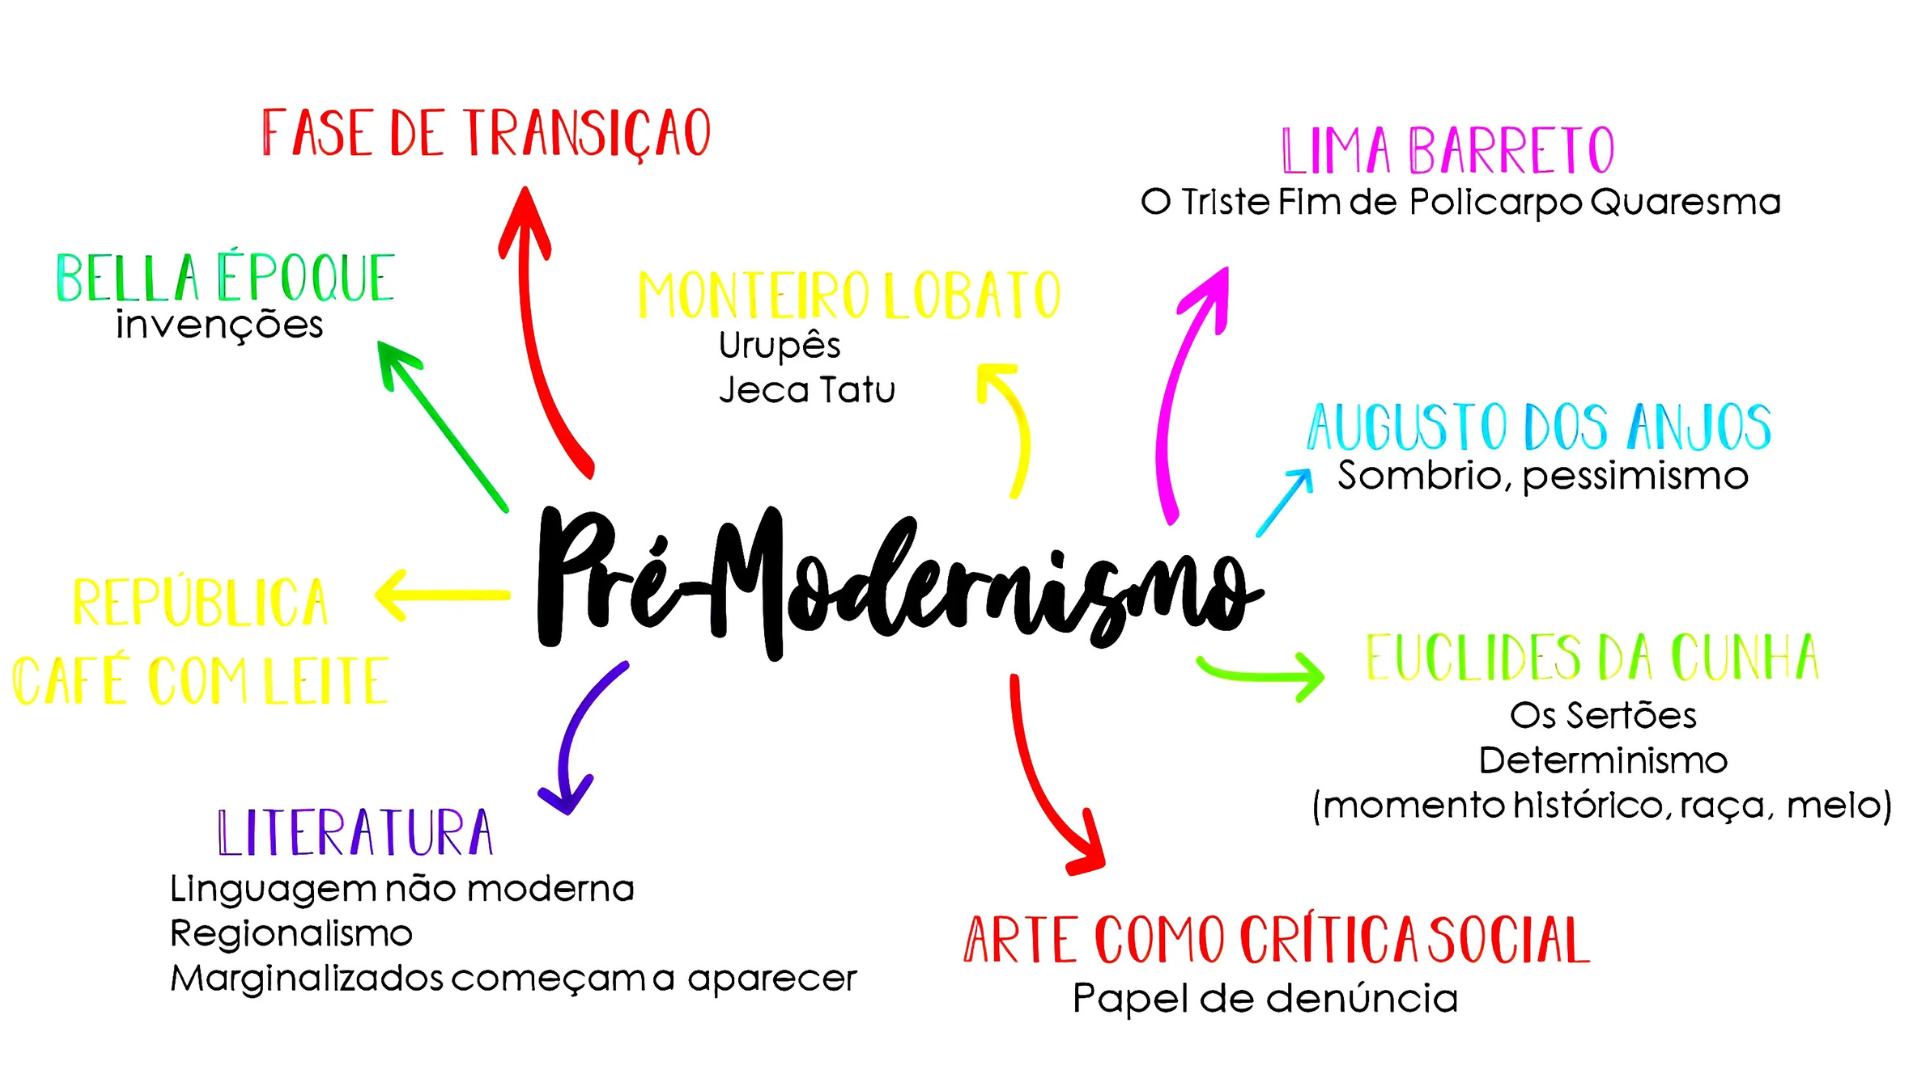 FASE DE TRANSIÇAO
LIMA BARRETO
O Triste Fim de Policarpo Quaresma
BELLA ÉPOQUE
invenções
MONTEIRO LOBATO
Urupês
Jeca Tatu
AUGUSTO DOS ANJOS
Sombrio, pessimismo
Pré-Modernismo
REPÚBLICA
CAFÉ COM LEITE
EUCLIDES DA CUNHA
Os Sertões
Determinismo
(momento histórico, raça, meio)
LITERATURA
Linguagem não moderna
Regionalismo
Marginalizados começam a aparecer
ARTE COMO CRÍTICA SOCIAL
Papel de denúncia